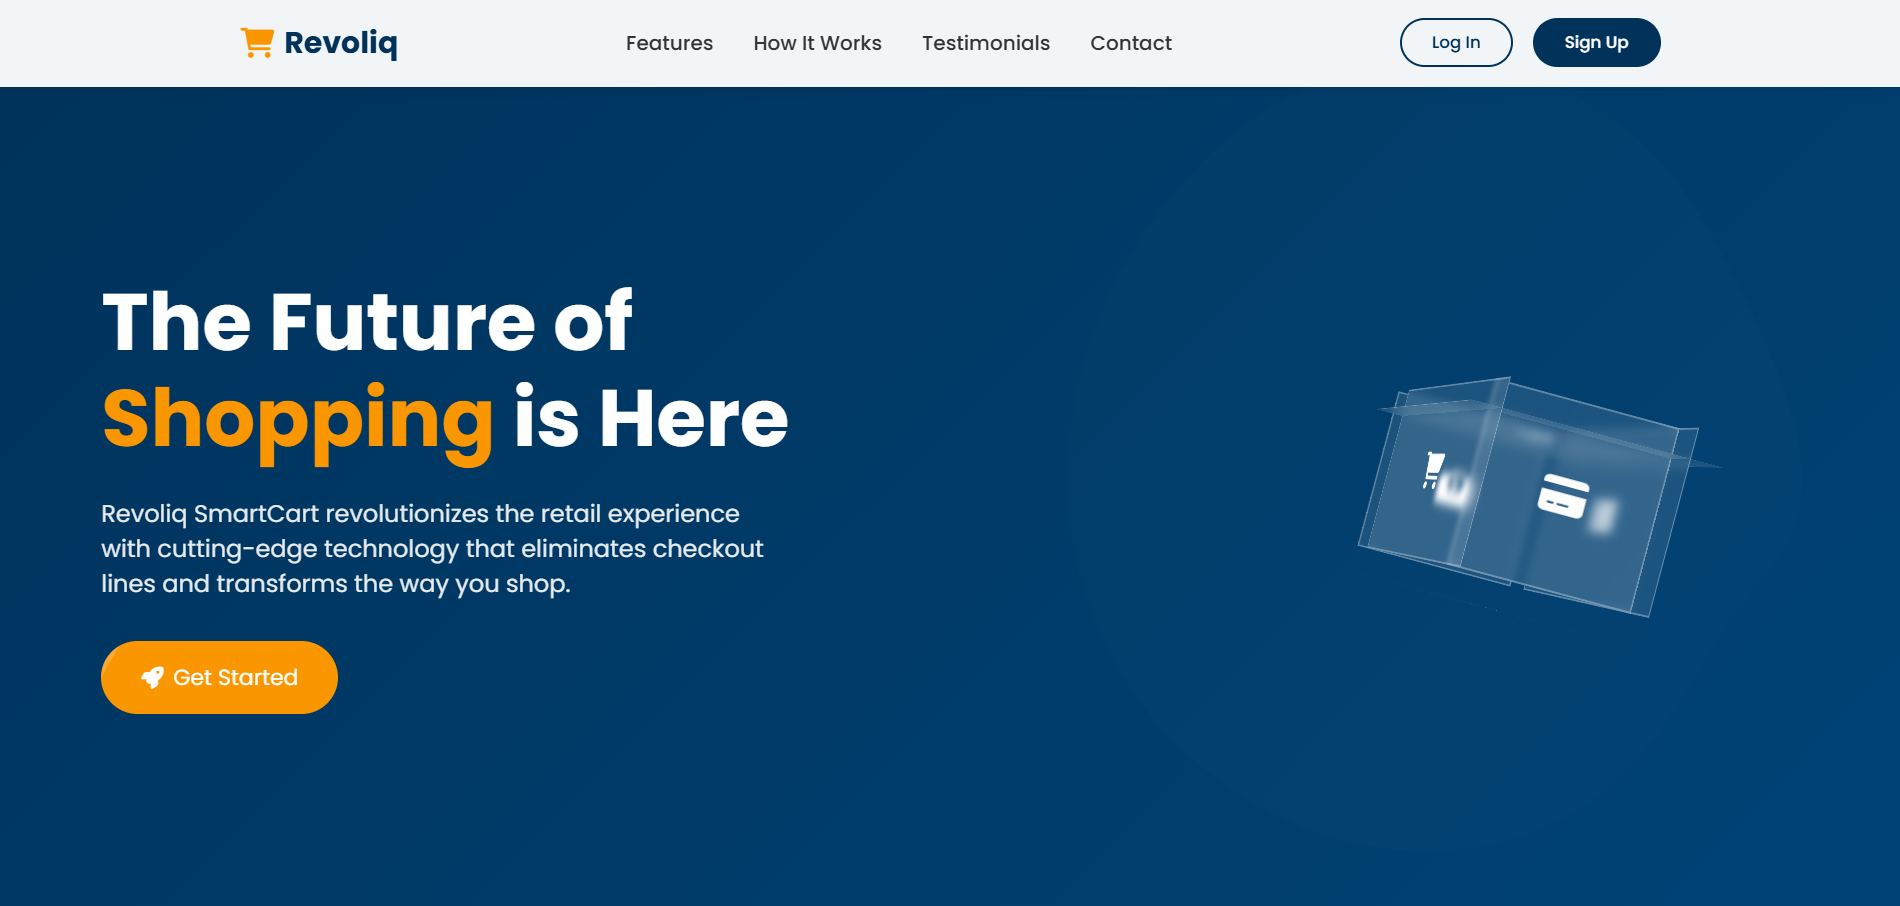 Revoliq
Features
How It Works
Testimonials
Contact
Log In
Sign Up
The Future of
Shopping is Here
Revoliq SmartCart revolutionizes the retail experience
with cutting-edge technology that eliminates checkout
lines and transforms the way you shop.
Get Started